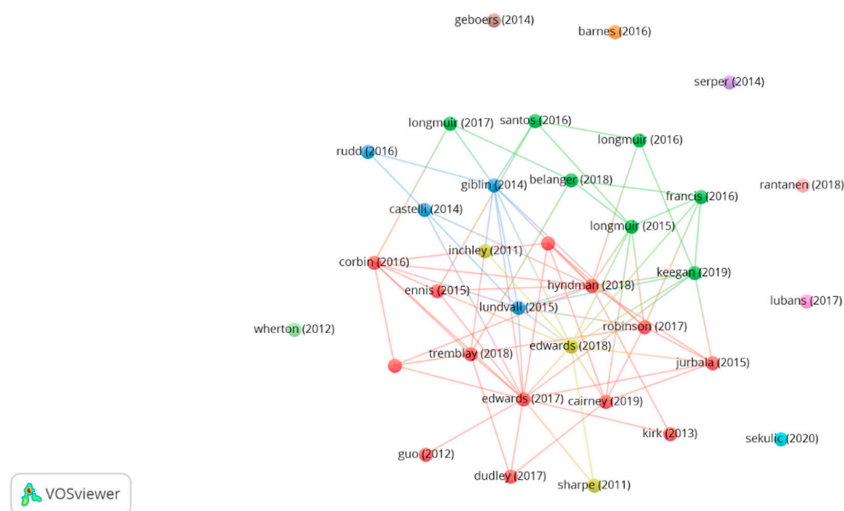 geboers (2014)
barnes (2016)
serper (2014)
longmuir (2017)
santos (2016)
longmuir (2016)
rudd (2016)
giblin (2014)
belanger (2018)
francis (2016)
rantanen (2018)
castelli (2014)
longmuir (2015)
inchley (2011)
corbin (2016)
keegan (2019)
ennis (2015)
hyndman (2018)
lundvall (2015)
lubans (2017)
wherton (2012)
robinson (2017)
edwards (2018)
tremblay (2018)
jurbala (2015)
edwards (2017)
cairney (2019)
kirk (2013)
sekulic (2020)
guo (2012)
dudley (2017)
sharpe (2011)
VOSviewer